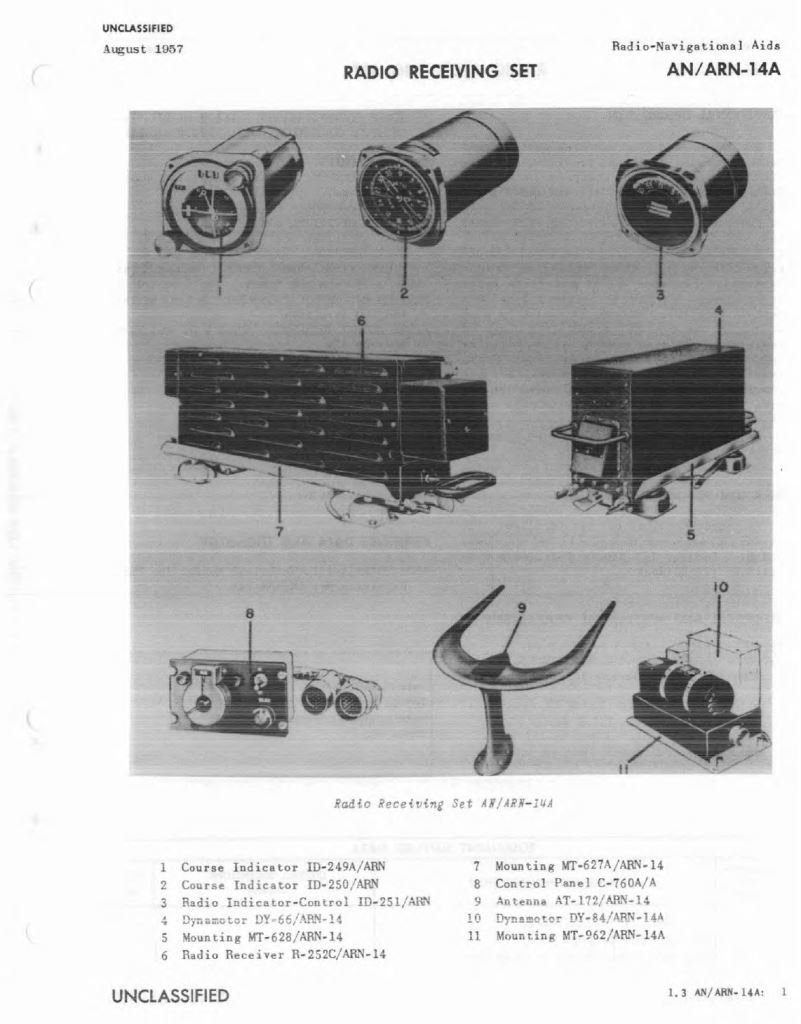 UNCLASSIFIED
August 1957
Radio-Navigational Aids
RADIO RECEIVING SET
AN/ARN-14A
1
2
3
4
6
5
7
8
9
10
11
Radio Receiving Set AN/ARN-14A
1 Course Indicator ID-249A/ARN
2 Course Indicator ID-250/ARN
3 Radio Indicator-Control ID-251/ARN
4 Dynamotor DY-66/ARN-14
5 Mounting MT-628/ARN-14
6 Radio Receiver R-252C/ARN-14
7 Mounting MT-627A/ARN-14
8 Control Panel C-760A/A
9 Antenna AT-172/ARN-14
10 Dynamotor DY-84/ARN-14A
11 Mounting MT-962/ARN-14A
UNCLASSIFIED
1.3 AN/ARN-14A: 1